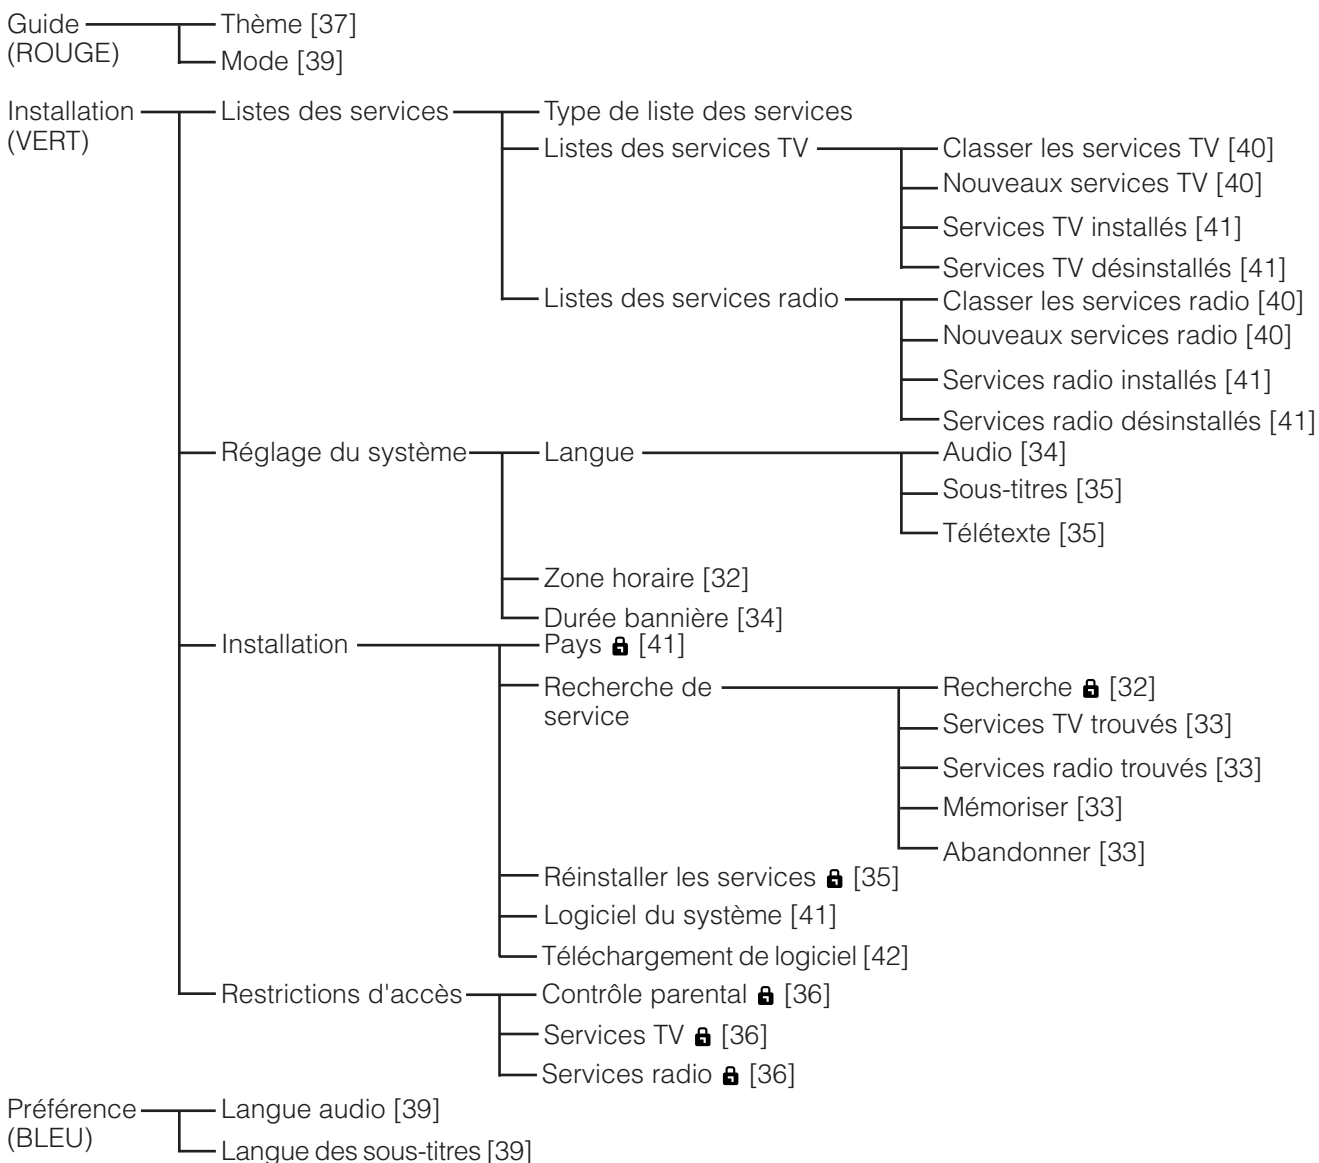 Guide
(ROUGE)
Thème [37]
Mode [39]
Installation
(VERT)
Listes des services
Type de liste des services
Listes des services TV
Classer les services TV [40]
Nouveaux services TV [40]
Services TV installés [41]
Services TV désinstallés [41]
Listes des services radio
Classer les services radio [40]
Nouveaux services radio [40]
Services radio installés [41]
Services radio désinstallés [41]
Réglage du système
Langue
Audio [34]
Sous-titres [35]
Télétexte [35]
Zone horaire [32]
Durée bannière [34]
Installation
Pays [41]
Recherche de
service
Recherche [32]
Services TV trouvés [33]
Services radio trouvés [33]
Mémoriser [33]
Abandonner [33]
Réinstaller les services [35]
Logiciel du système [41]
Téléchargement de logiciel [42]
Restrictions d'accès
Contrôle parental [36]
Services TV [36]
Services radio [36]
Préférence
(BLEU)
Langue audio [39]
Langue des sous-titres [39]